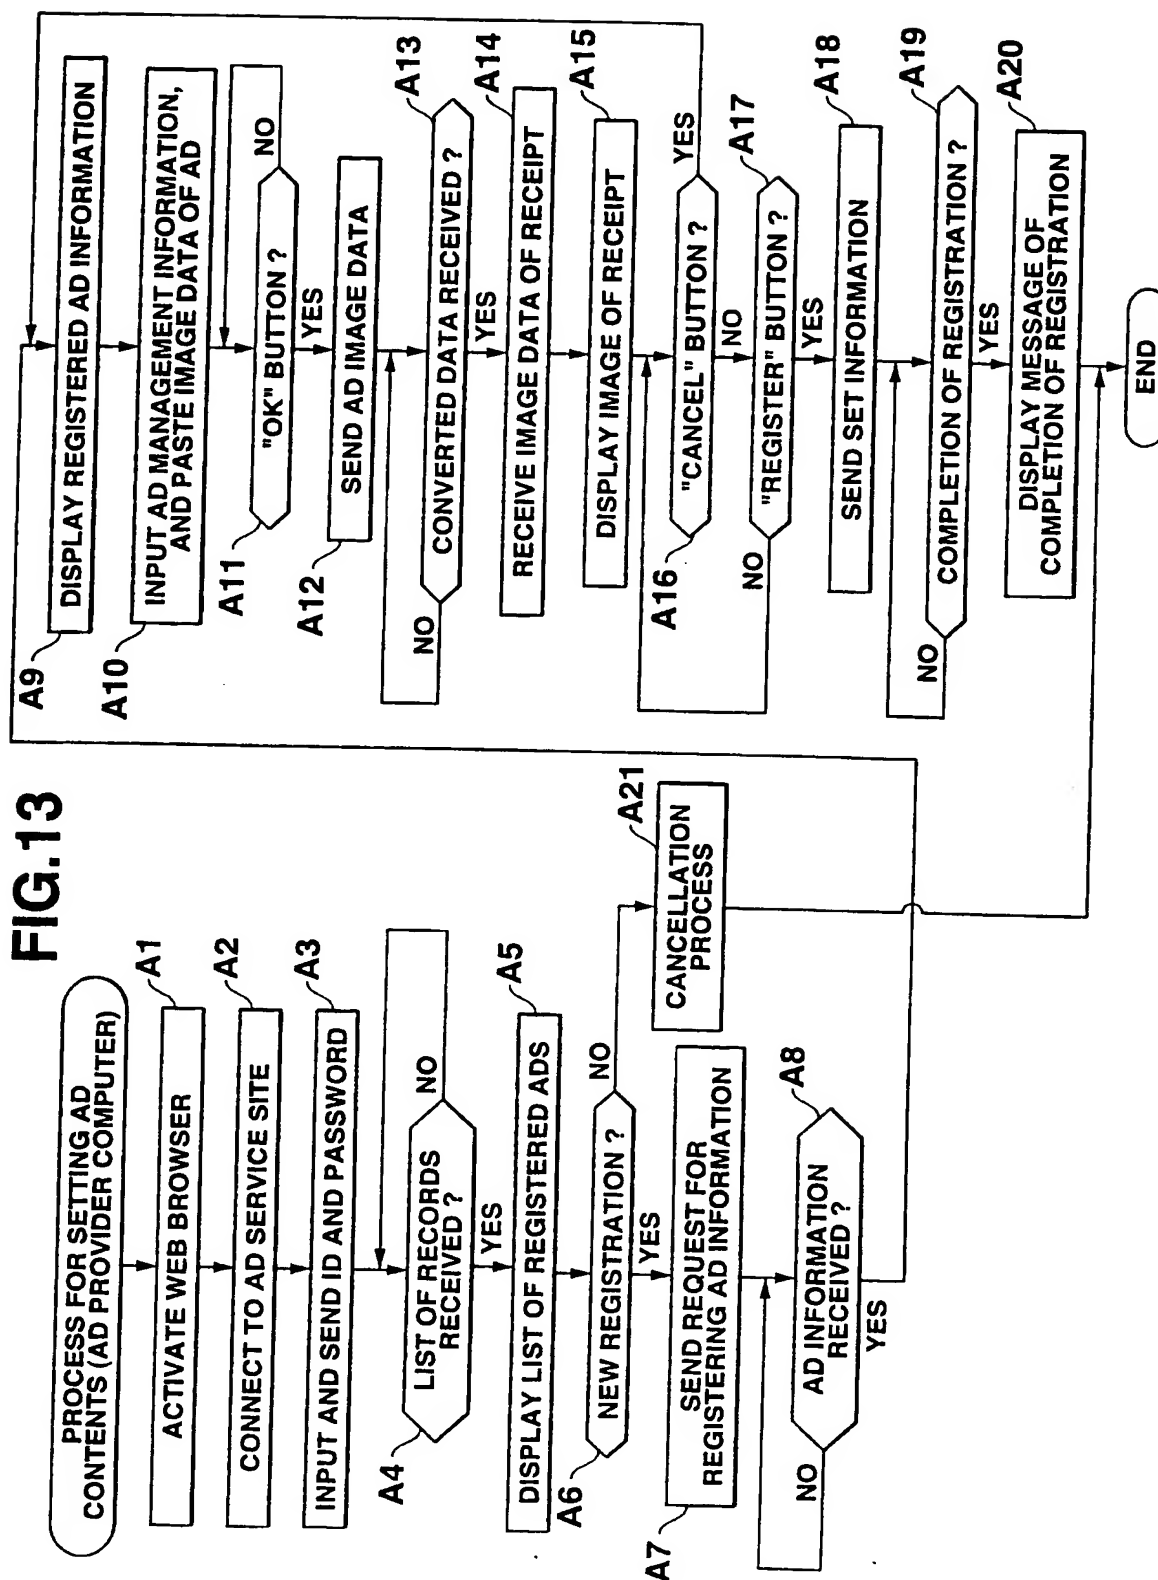 FIG.13
PROCESS FOR SETTING AD
CONTENTS (AD PROVIDER COMPUTER)
A1
ACTIVATE WEB BROWSER
A2
CONNECT TO AD SERVICE SITE
A3
INPUT AND SEND ID AND PASSWORD
A4
LIST OF RECORDS
RECEIVED ?
NO
YES
A5
DISPLAY LIST OF REGISTERED ADS
A6
NEW REGISTRATION ?
NO
YES
A21
CANCELLATION
PROCESS
A7
SEND REQUEST FOR
REGISTERING AD INFORMATION
A8
AD INFORMATION
RECEIVED ?
NO
YES
A9
DISPLAY REGISTERED AD INFORMATION
A10
INPUT AD MANAGEMENT INFORMATION,
AND PASTE IMAGE DATA OF AD
A11
"OK" BUTTON ?
NO
YES
A12
SEND AD IMAGE DATA
A13
CONVERTED DATA RECEIVED ?
NO
YES
A14
RECEIVE IMAGE DATA OF RECEIPT
A15
DISPLAY IMAGE OF RECEIPT
A16
"CANCEL" BUTTON ?
YES
NO
A17
"REGISTER" BUTTON ?
NO
YES
A18
SEND SET INFORMATION
A19
COMPLETION OF REGISTRATION ?
NO
YES
A20
DISPLAY MESSAGE OF
COMPLETION OF REGISTRATION
END